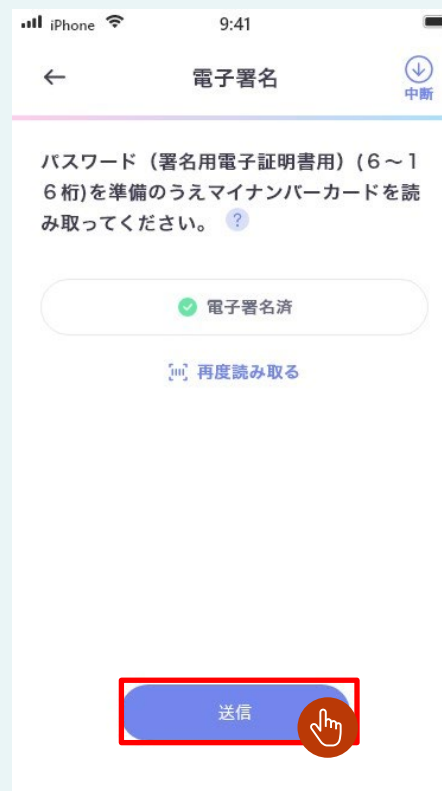 iPhone 9:41
← 電子署名
中断
パスワード（署名用電子証明書用）(６～１
６桁)を準備のうえマイナンバーカードを読
み取ってください。 ?
電子署名済
再度読み取る
送信